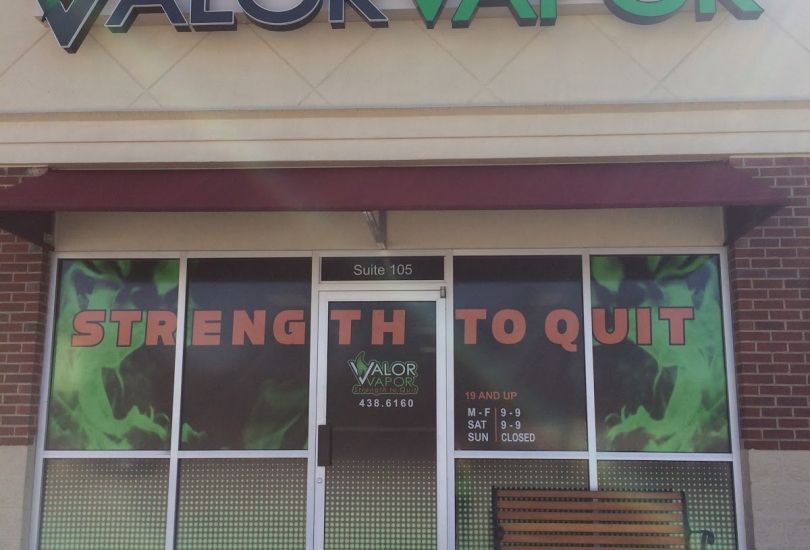 VALOR VAPOR
Suite 105
STRENGTH TO QUIT
VALOR
VAPOR
Strength to Quit
438.6160
19 AND UP
M - F 9 - 9
SAT 9 - 9
SUN CLOSED